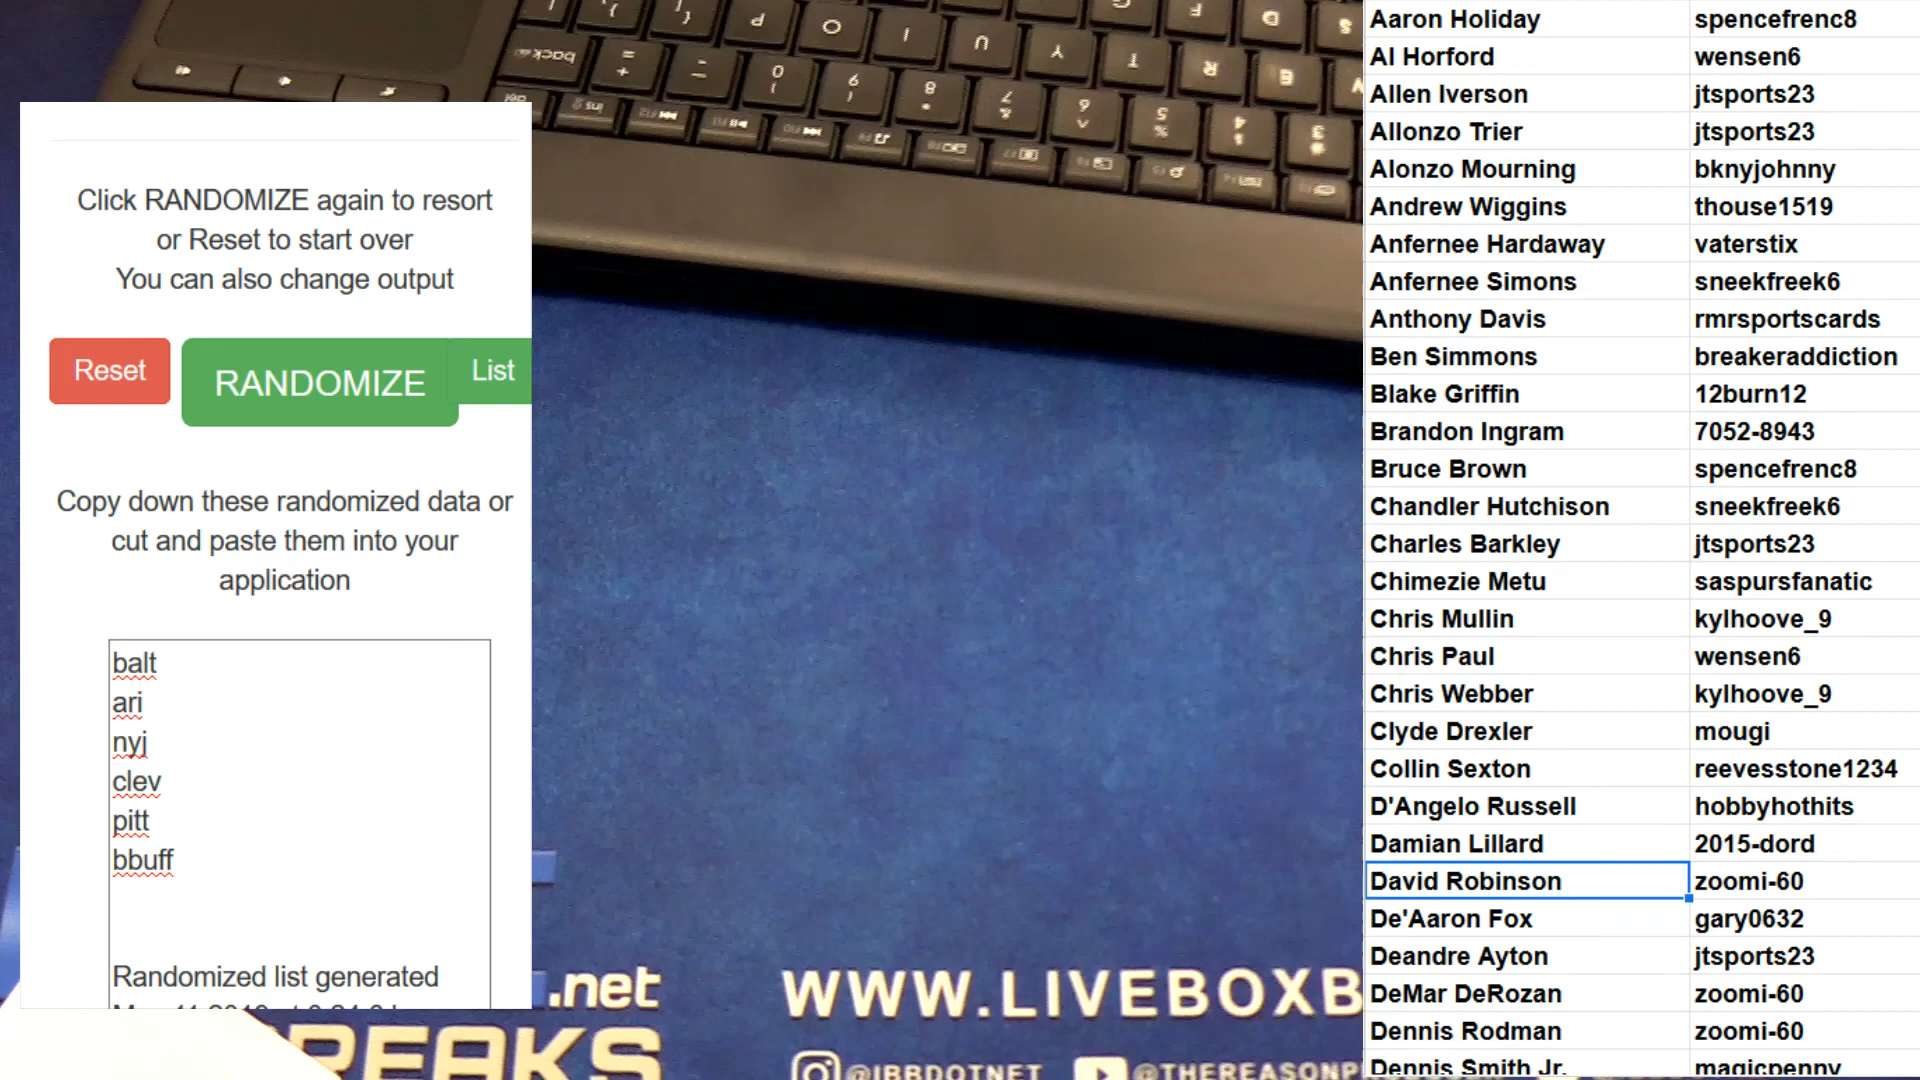 Click RANDOMIZE again to resort
or Reset to start over
You can also change output
Reset
RANDOMIZE
List
Copy down these randomized data or
cut and paste them into your
application
balt
ari
nyj
clev
pitt
bbuff
Randomized list generated
Aaron Holiday spencefrenc8
Al Horford wensen6
Allen Iverson jtsports23
Allonzo Trier jtsports23
Alonzo Mourning bknyjohnny
Andrew Wiggins thouse1519
Anfernee Hardaway vaterstix
Anfernee Simons sneekfreek6
Anthony Davis rmrsportscards
Ben Simmons breakeraddiction
Blake Griffin 12burn12
Brandon Ingram 7052-8943
Bruce Brown spencefrenc8
Chandler Hutchison sneekfreek6
Charles Barkley jtsports23
Chimezie Metu saspursfanatic
Chris Mullin kylhoove_9
Chris Paul wensen6
Chris Webber kylhoove_9
Clyde Drexler mougi
Collin Sexton reevesstone1234
D'Angelo Russell hobbyhothits
Damian Lillard 2015-dord
David Robinson zoomi-60
De'Aaron Fox gary0632
Deandre Ayton jtsports23
DeMar DeRozan zoomi-60
Dennis Rodman zoomi-60
Dennis Smith Jr. magicpenny
.net
WWW.LIVEBOXB
REAKS
@IBBDOTNET
@THEREASONP